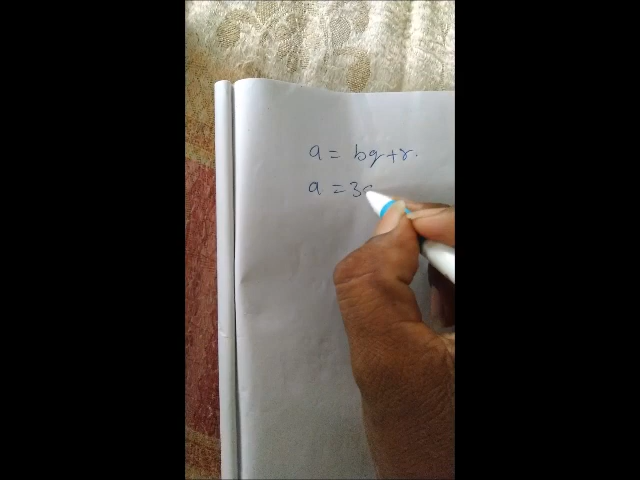 a = bq+r.
a = 3